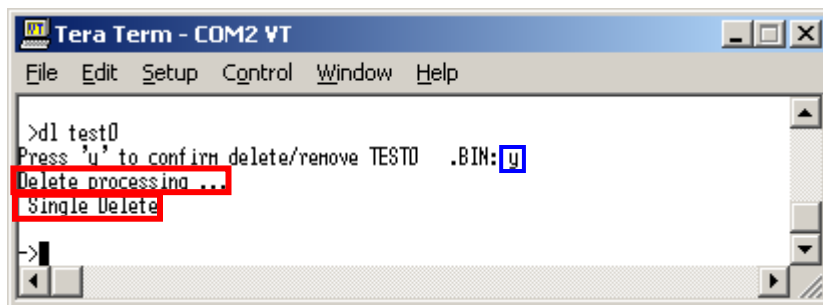 Tera Term - COM2 VT
File Edit Setup Control Window Help
>dl test0
Press 'y' to confirm delete/remove TEST0 .BIN: y
Delete processing ...
Single Delete
->